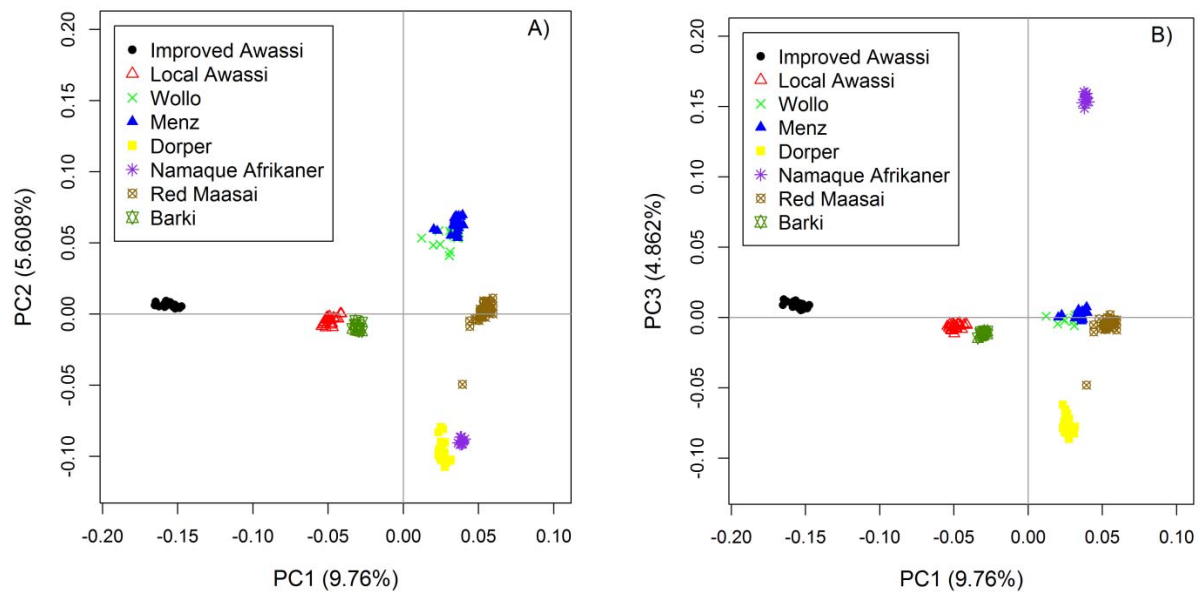 A)
Improved Awassi
Local Awassi
Wollo
Menz
Dorper
Namaque Afrikaner
Red Maasai
Barki
PC2 (5.608%)
0.20
0.15
0.10
0.05
0.00
-0.05
-0.10
-0.20 -0.15 -0.10 -0.05 0.00 0.05 0.10
PC1 (9.76%)
B)
Improved Awassi
Local Awassi
Wollo
Menz
Dorper
Namaque Afrikaner
Red Maasai
Barki
PC3 (4.862%)
0.20
0.15
0.10
0.05
0.00
-0.05
-0.10
-0.20 -0.15 -0.10 -0.05 0.00 0.05 0.10
PC1 (9.76%)